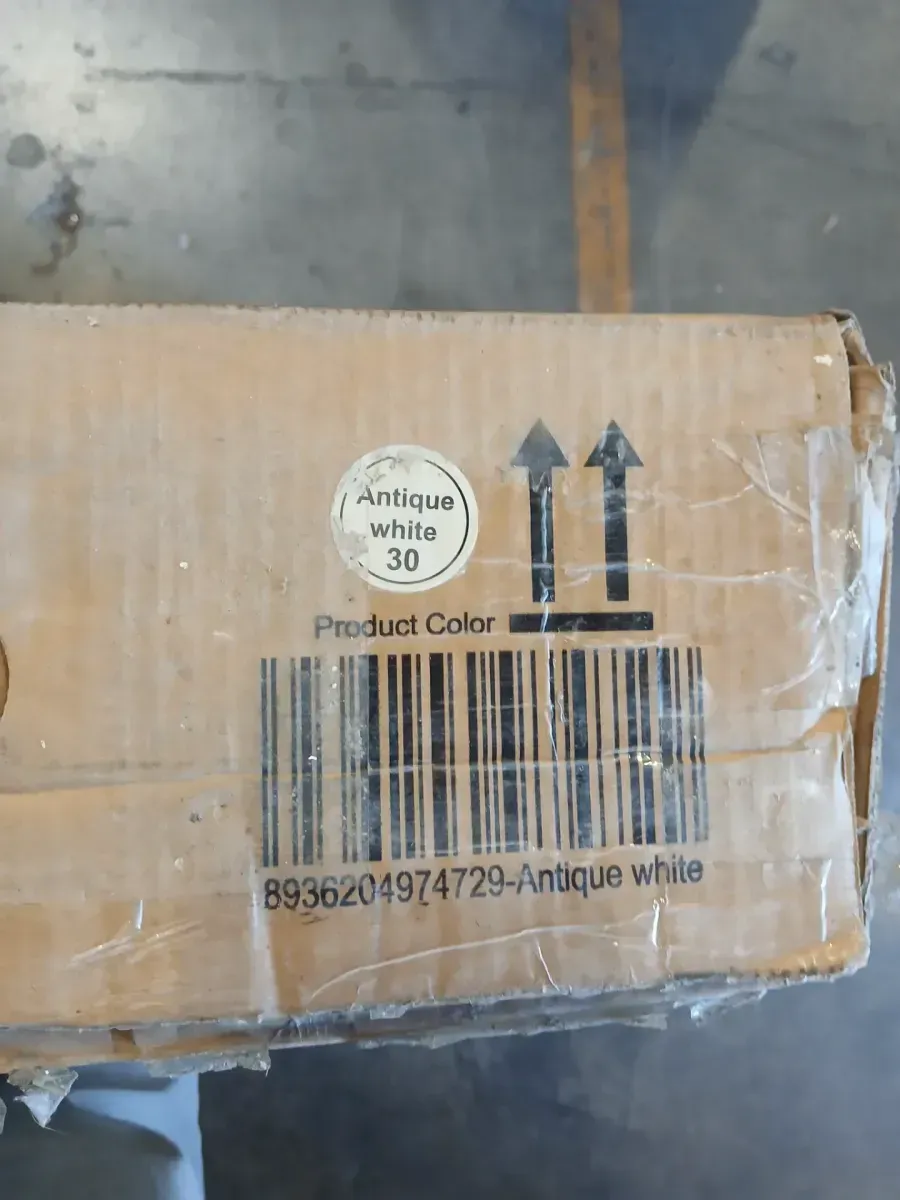 Antique
white
30
Product Color
8936204974729-Antique white